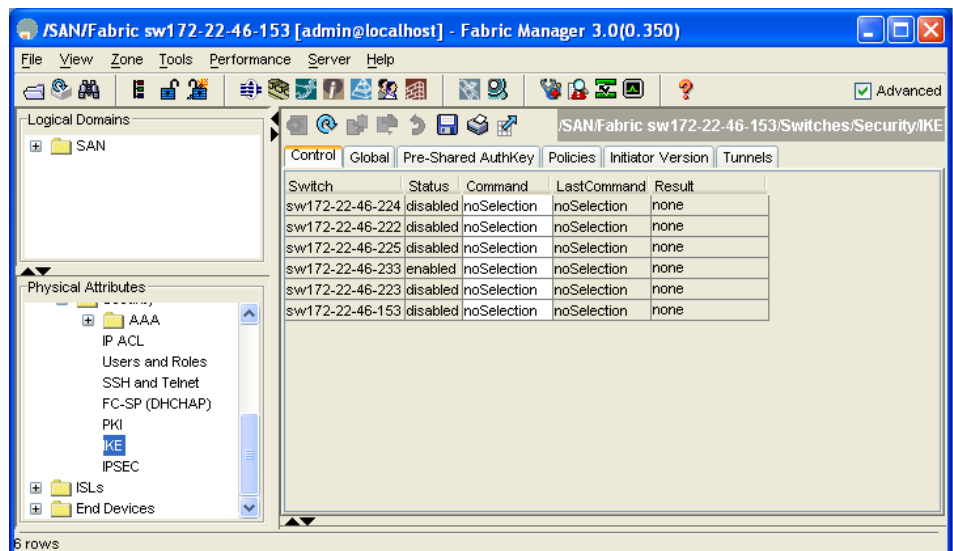 /SAN/Fabric sw172-22-46-153 [admin@localhost] - Fabric Manager 3.0(0.350)
File View Zone Tools Performance Server Help
Advanced
Logical Domains
SAN
/SAN/Fabric sw172-22-46-153/Switches/Security/IKE
Control Global Pre-Shared AuthKey Policies Initiator Version Tunnels
Switch Status Command LastCommand Result
sw172-22-46-224 disabled noSelection noSelection none
sw172-22-46-222 disabled noSelection noSelection none
sw172-22-46-225 disabled noSelection noSelection none
sw172-22-46-233 enabled noSelection noSelection none
sw172-22-46-223 disabled noSelection noSelection none
sw172-22-46-153 disabled noSelection noSelection none
Physical Attributes
AAA
IP ACL
Users and Roles
SSH and Telnet
FC-SP (DHCHAP)
PKI
IKE
IPSEC
ISLs
End Devices
6 rows